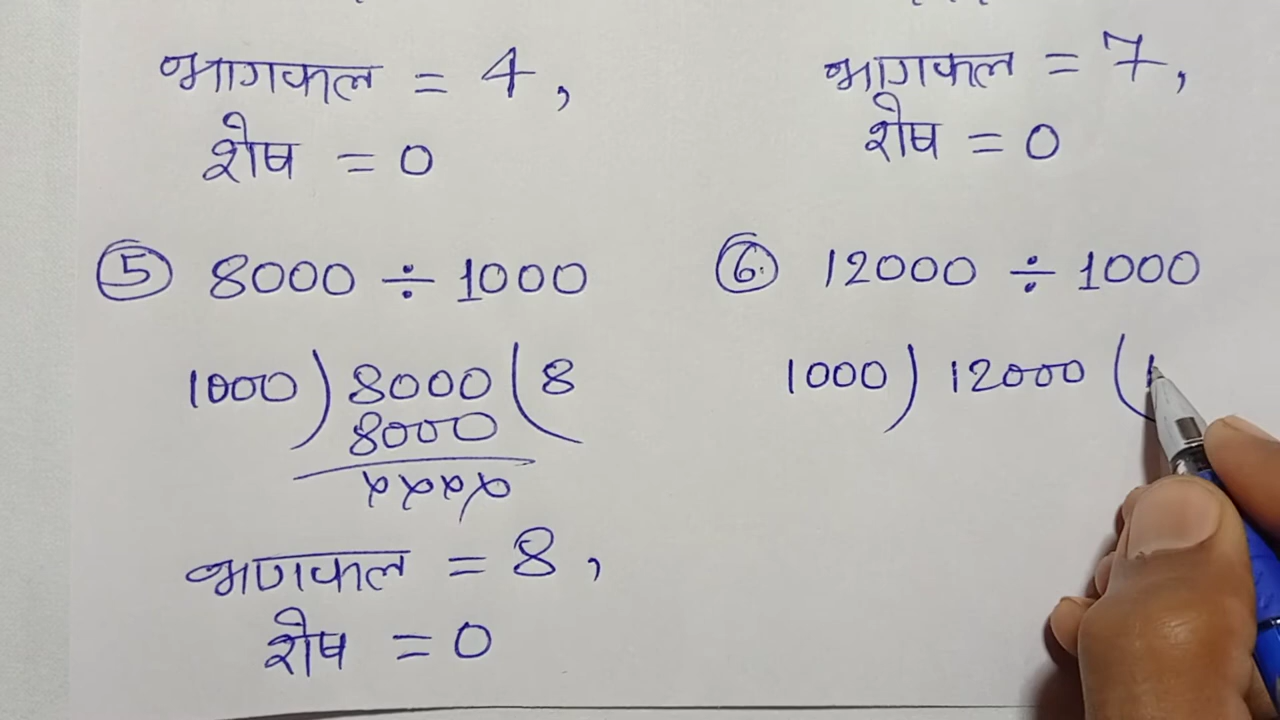 भागफल = 4,
शेष = 0
भागफल = 7,
शेष = 0
5 8000 ÷ 1000
1000 ) 8000 ( 8
8000
××××
भागफल = 8,
शेष = 0
6. 12000 ÷ 1000
1000 ) 12000 ( 1